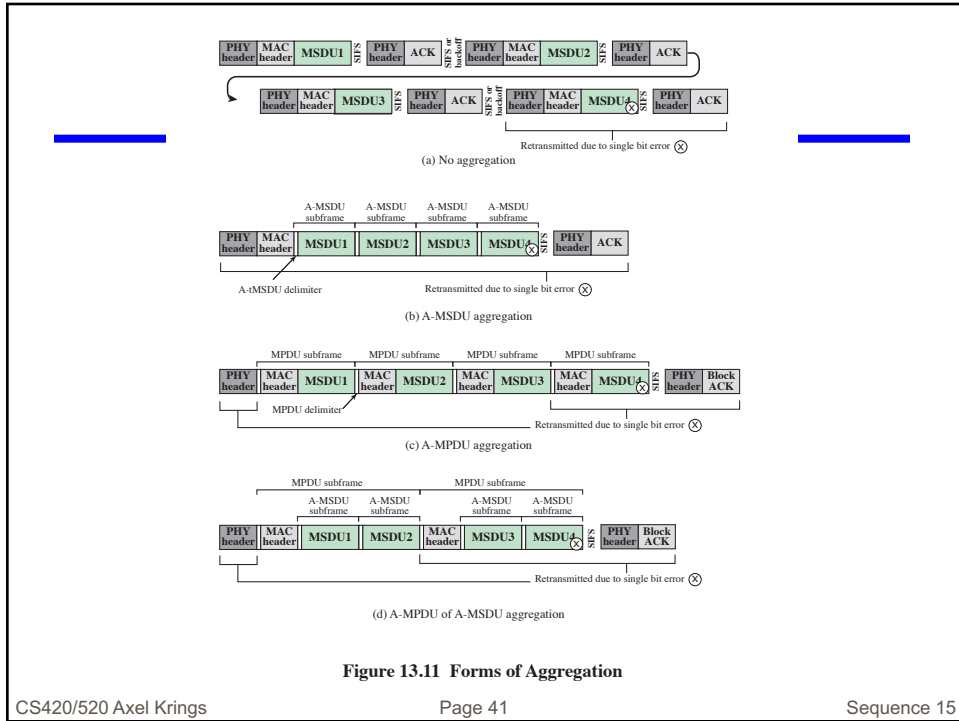 PHY header MAC header MSDU1 SIFS PHY header ACK SIFS or backoff PHY header MAC header MSDU2 SIFS PHY header ACK
PHY header MAC header MSDU3 SIFS PHY header ACK SIFS or backoff PHY header MAC header MSDU4 SIFS PHY header ACK
Retransmitted due to single bit error ⓧ
(a) No aggregation
A-MSDU subframe A-MSDU subframe A-MSDU subframe A-MSDU subframe
PHY header MAC header MSDU1 MSDU2 MSDU3 MSDU4 SIFS PHY header ACK
A-tMSDU delimiter
Retransmitted due to single bit error ⓧ
(b) A-MSDU aggregation
MPDU subframe MPDU subframe MPDU subframe MPDU subframe
PHY header MAC header MSDU1 MAC header MSDU2 MAC header MSDU3 MAC header MSDU4 SIFS PHY header Block ACK
MPDU delimiter
Retransmitted due to single bit error ⓧ
(c) A-MPDU aggregation
MPDU subframe MPDU subframe
A-MSDU subframe A-MSDU subframe A-MSDU subframe A-MSDU subframe
PHY header MAC header MSDU1 MSDU2 MAC header MSDU3 MSDU4 SIFS PHY header Block ACK
Retransmitted due to single bit error ⓧ
(d) A-MPDU of A-MSDU aggregation
Figure 13.11 Forms of Aggregation
CS420/520 Axel Krings Page 41 Sequence 15